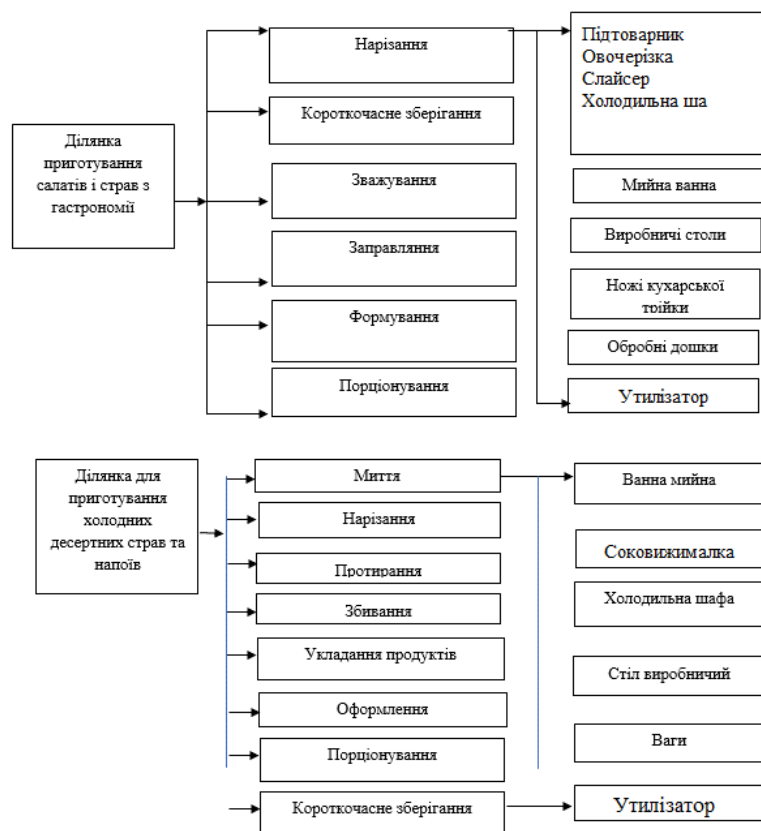 Ділянка
приготування
салатів і страв з
гастрономії
Нарізання
Короткочасне зберігання
Зважування
Заправляння
Формування
Порціонування
Підтоварник
Овочерізка
Слайсер
Холодильна ша
Мийна ванна
Виробничі столи
Ножі кухарської
трійки
Обробні дошки
Утилізатор
Ділянка для
приготування
холодних
десертних страв та
напоїв
Миття
Нарізання
Протирання
Збивання
Укладання продуктів
Оформлення
Порціонування
Короткочасне зберігання
Ванна мийна
Соковижималка
Холодильна шафа
Стіл виробничий
Ваги
Утилізатор